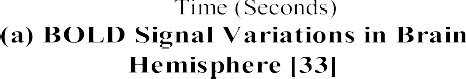 Time (Seconds)
(a) BOLD Signal Variations in Brain
Hemisphere [33]